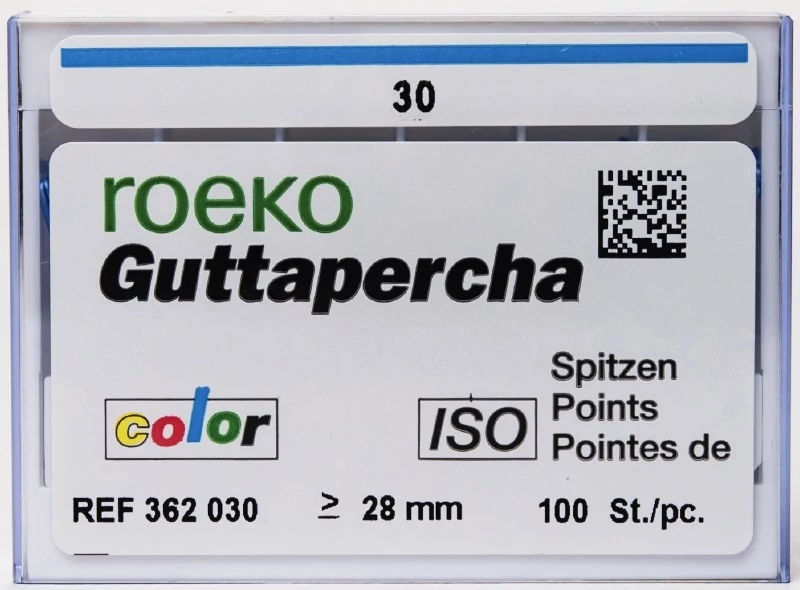 30
roeko
Guttapercha
Spitzen
color ISO Points
Pointes de
REF 362 030 ≥ 28 mm 100 St./pc.